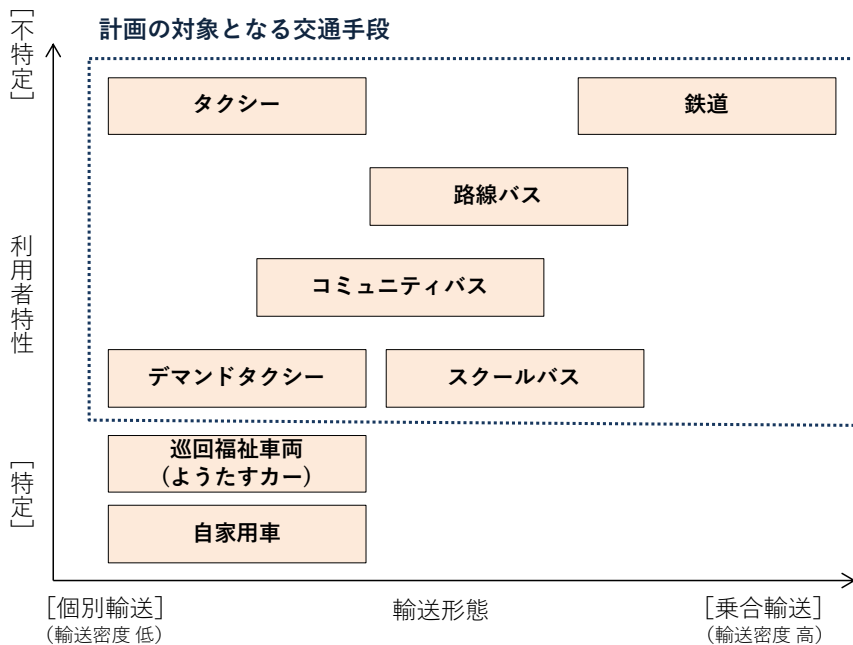 計画の対象となる交通手段
［不特定］
利用者特性
［特定］
タクシー
鉄道
路線バス
コミュニティバス
デマンドタクシー
スクールバス
巡回福祉車両
（ようたすカー）
自家用車
［個別輸送］
（輸送密度 低）
輸送形態
［乗合輸送］
（輸送密度 高）